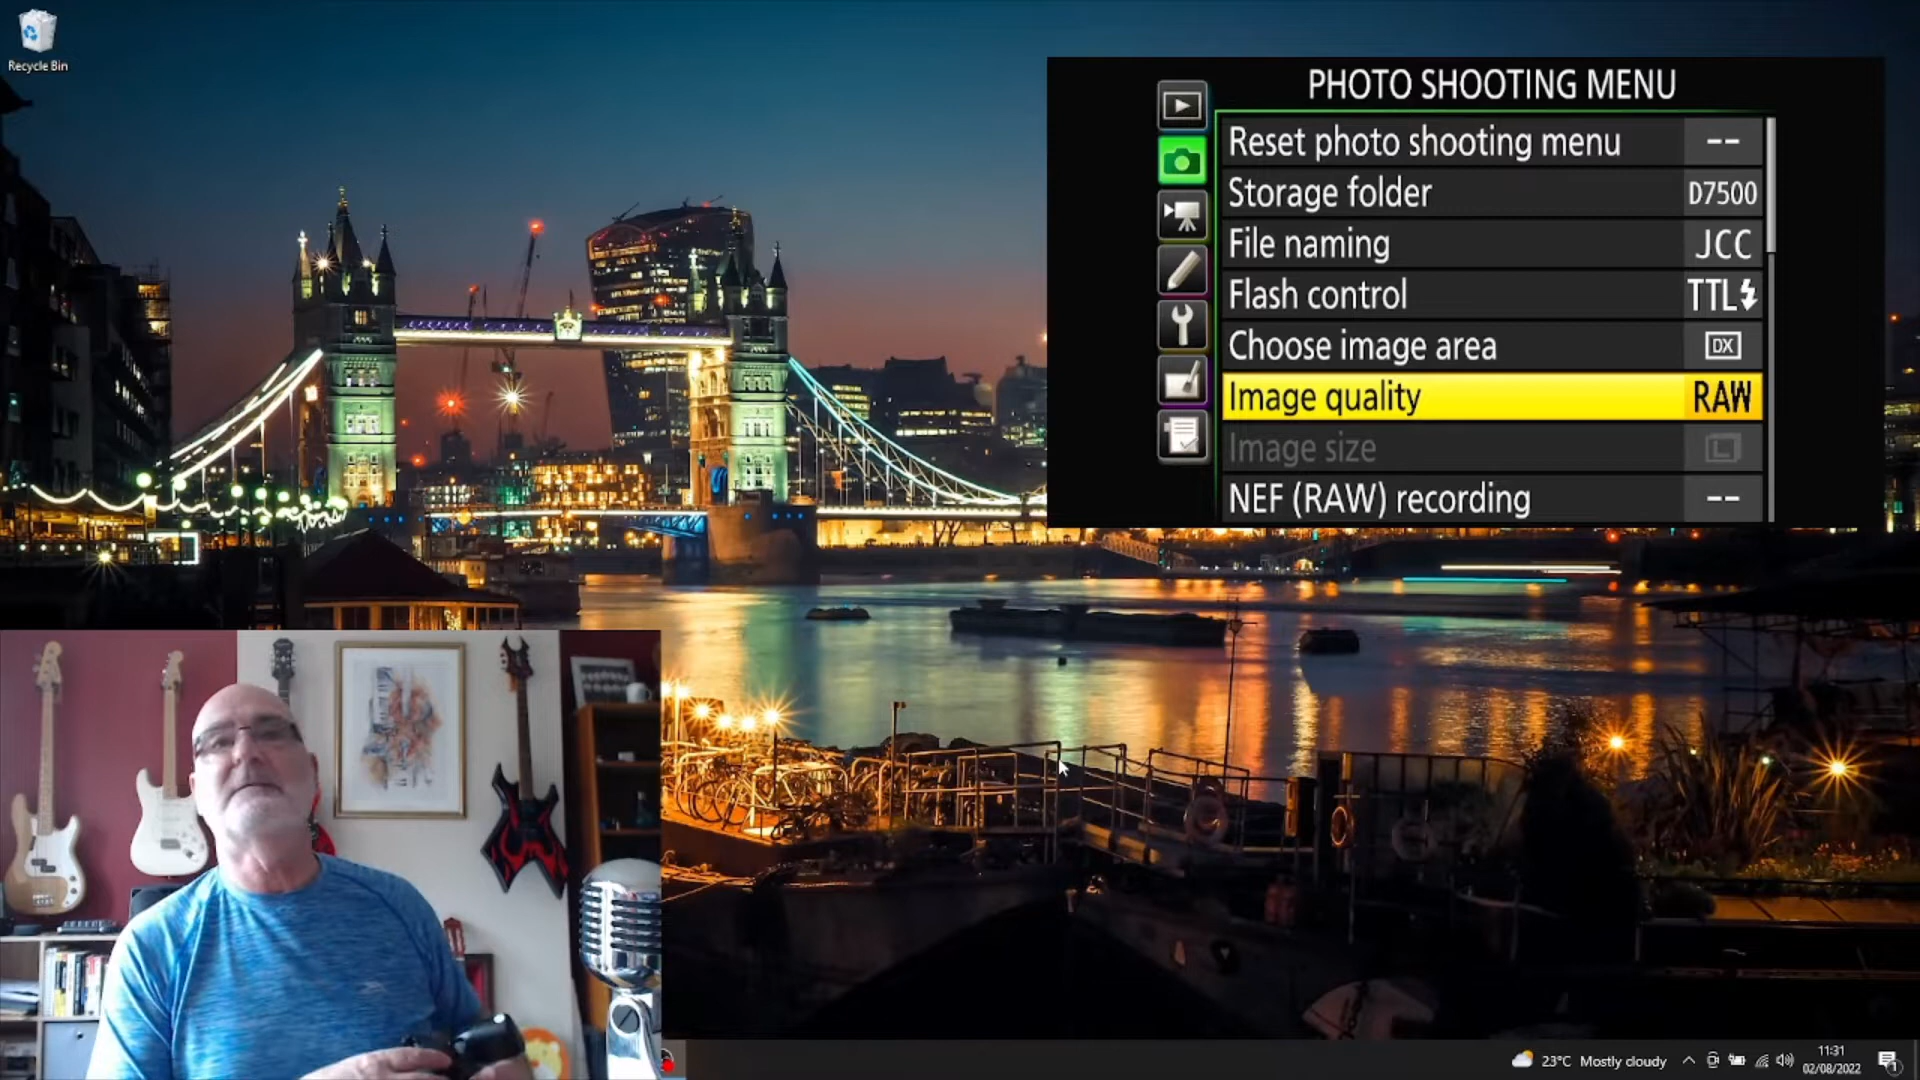 Recycle Bin
PHOTO SHOOTING MENU
Reset photo shooting menu --
Storage folder D7500
File naming JCC
Flash control TTL
Choose image area DX
Image quality RAW
Image size L
NEF (RAW) recording --
23°C Mostly cloudy
11:31
02/08/2022
1